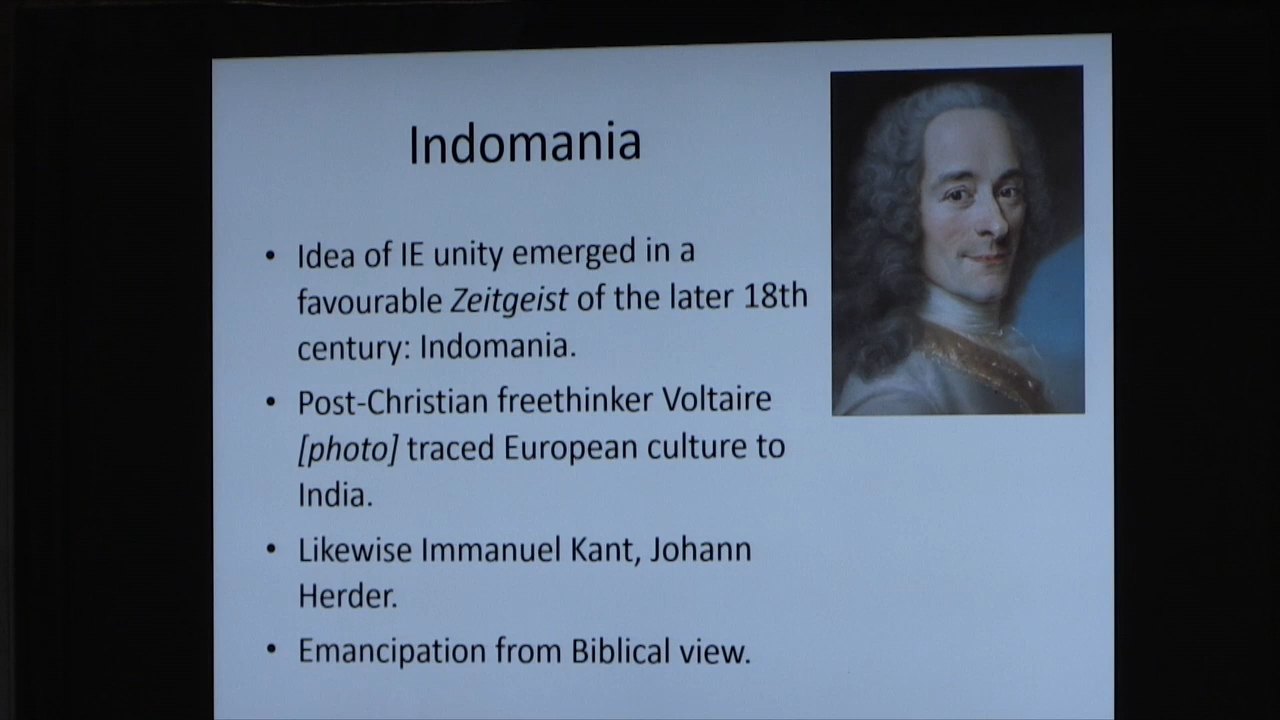 Indomania
• Idea of IE unity emerged in a
favourable Zeitgeist of the later 18th
century: Indomania.
• Post-Christian freethinker Voltaire
[photo] traced European culture to
India.
• Likewise Immanuel Kant, Johann
Herder.
• Emancipation from Biblical view.